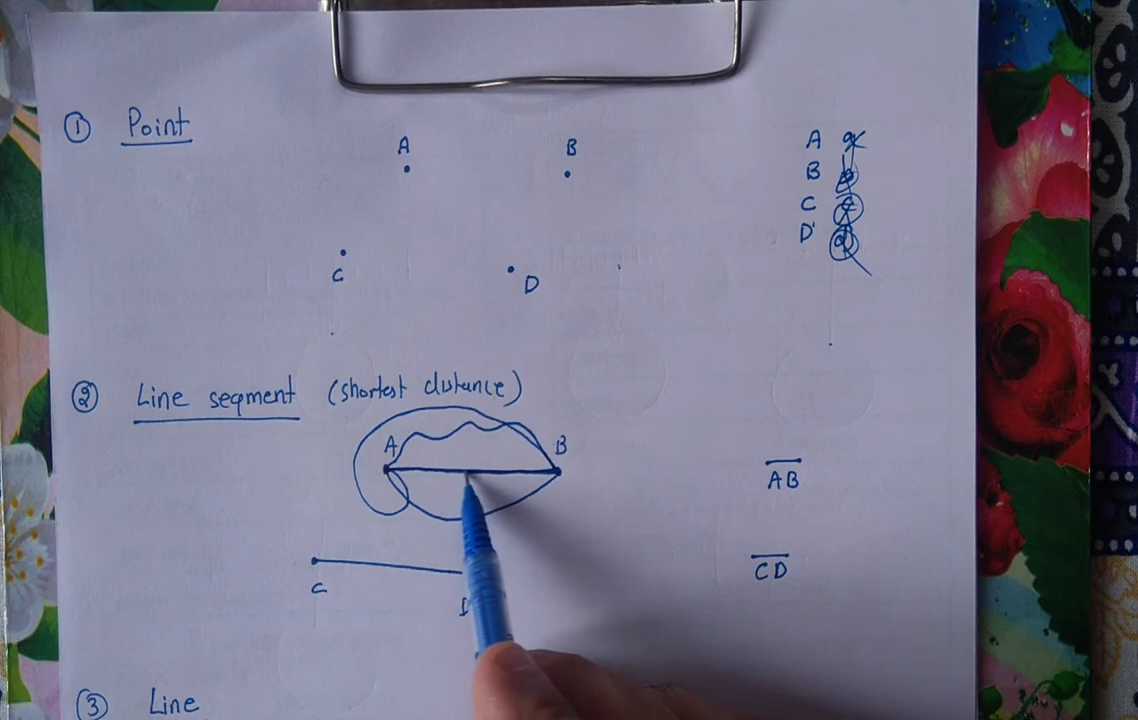 ① Point
A B
C D
A a
B b
C c
D d
② Line segment (shortest distance)
A B
AB
C D
CD
③ Line